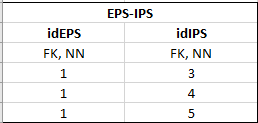 EPS-IPS
idEPS idIPS
FK, NN FK, NN
1 3
1 4
1 5